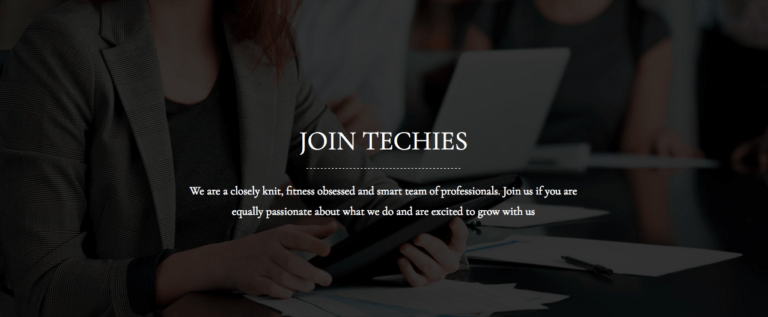 JOIN TECHIES
We are a closely knit, fitness obsessed and smart team of professionals. Join us if you are
equally passionate about what we do and are excited to grow with us